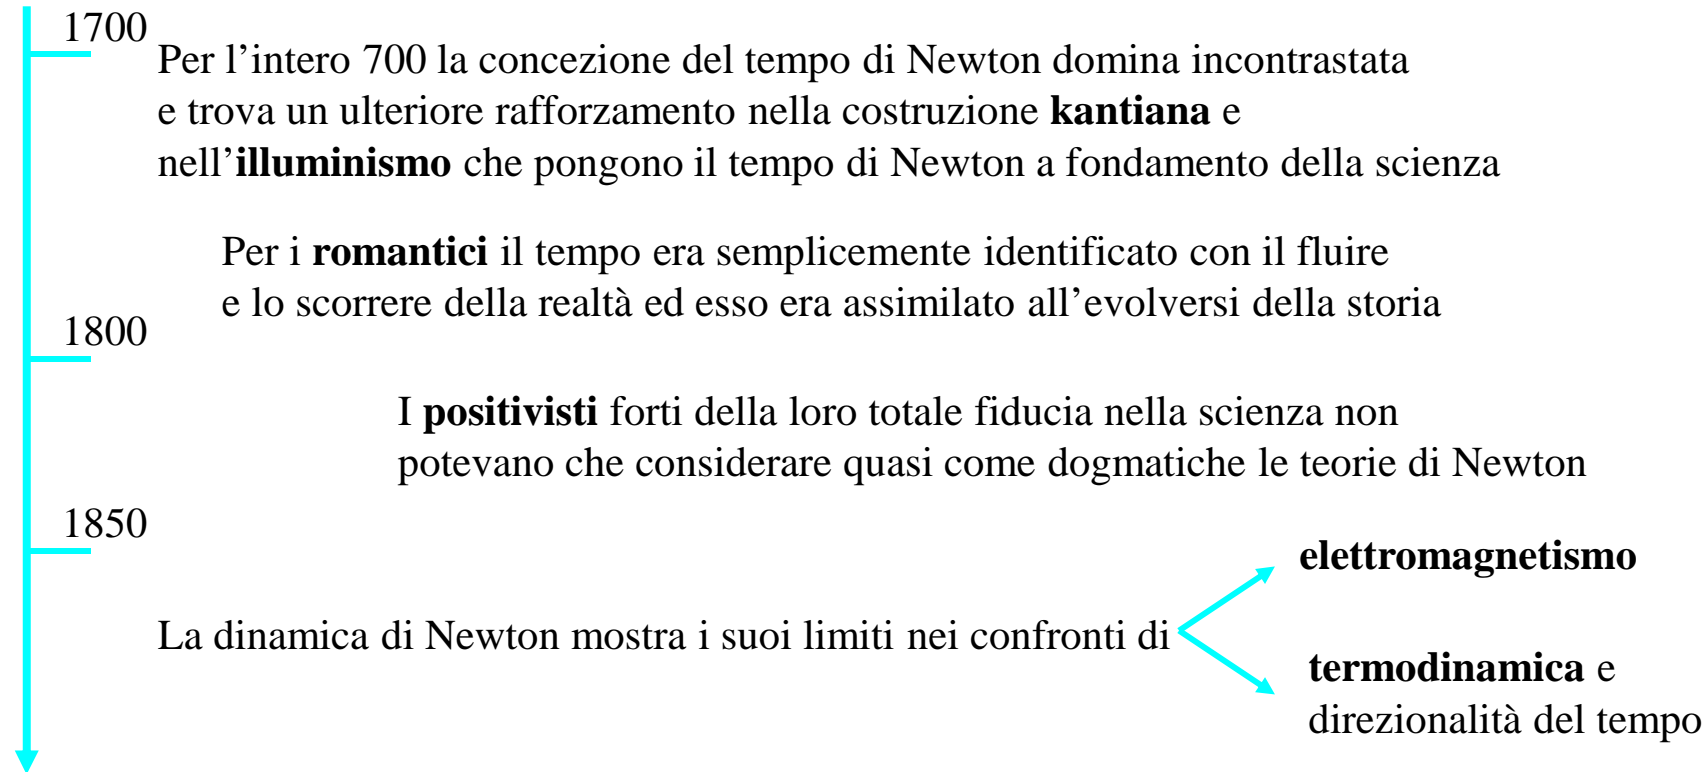 1700
Per l’intero 700 la concezione del tempo di Newton domina incontrastata
e trova un ulteriore rafforzamento nella costruzione kantiana e
nell’illuminismo che pongono il tempo di Newton a fondamento della scienza
Per i romantici il tempo era semplicemente identificato con il fluire
e lo scorrere della realtà ed esso era assimilato all’evolversi della storia
1800
I positivisti forti della loro totale fiducia nella scienza non
potevano che considerare quasi come dogmatiche le teorie di Newton
1850
elettromagnetismo
La dinamica di Newton mostra i suoi limiti nei confronti di
termodinamica e
direzionalità del tempo